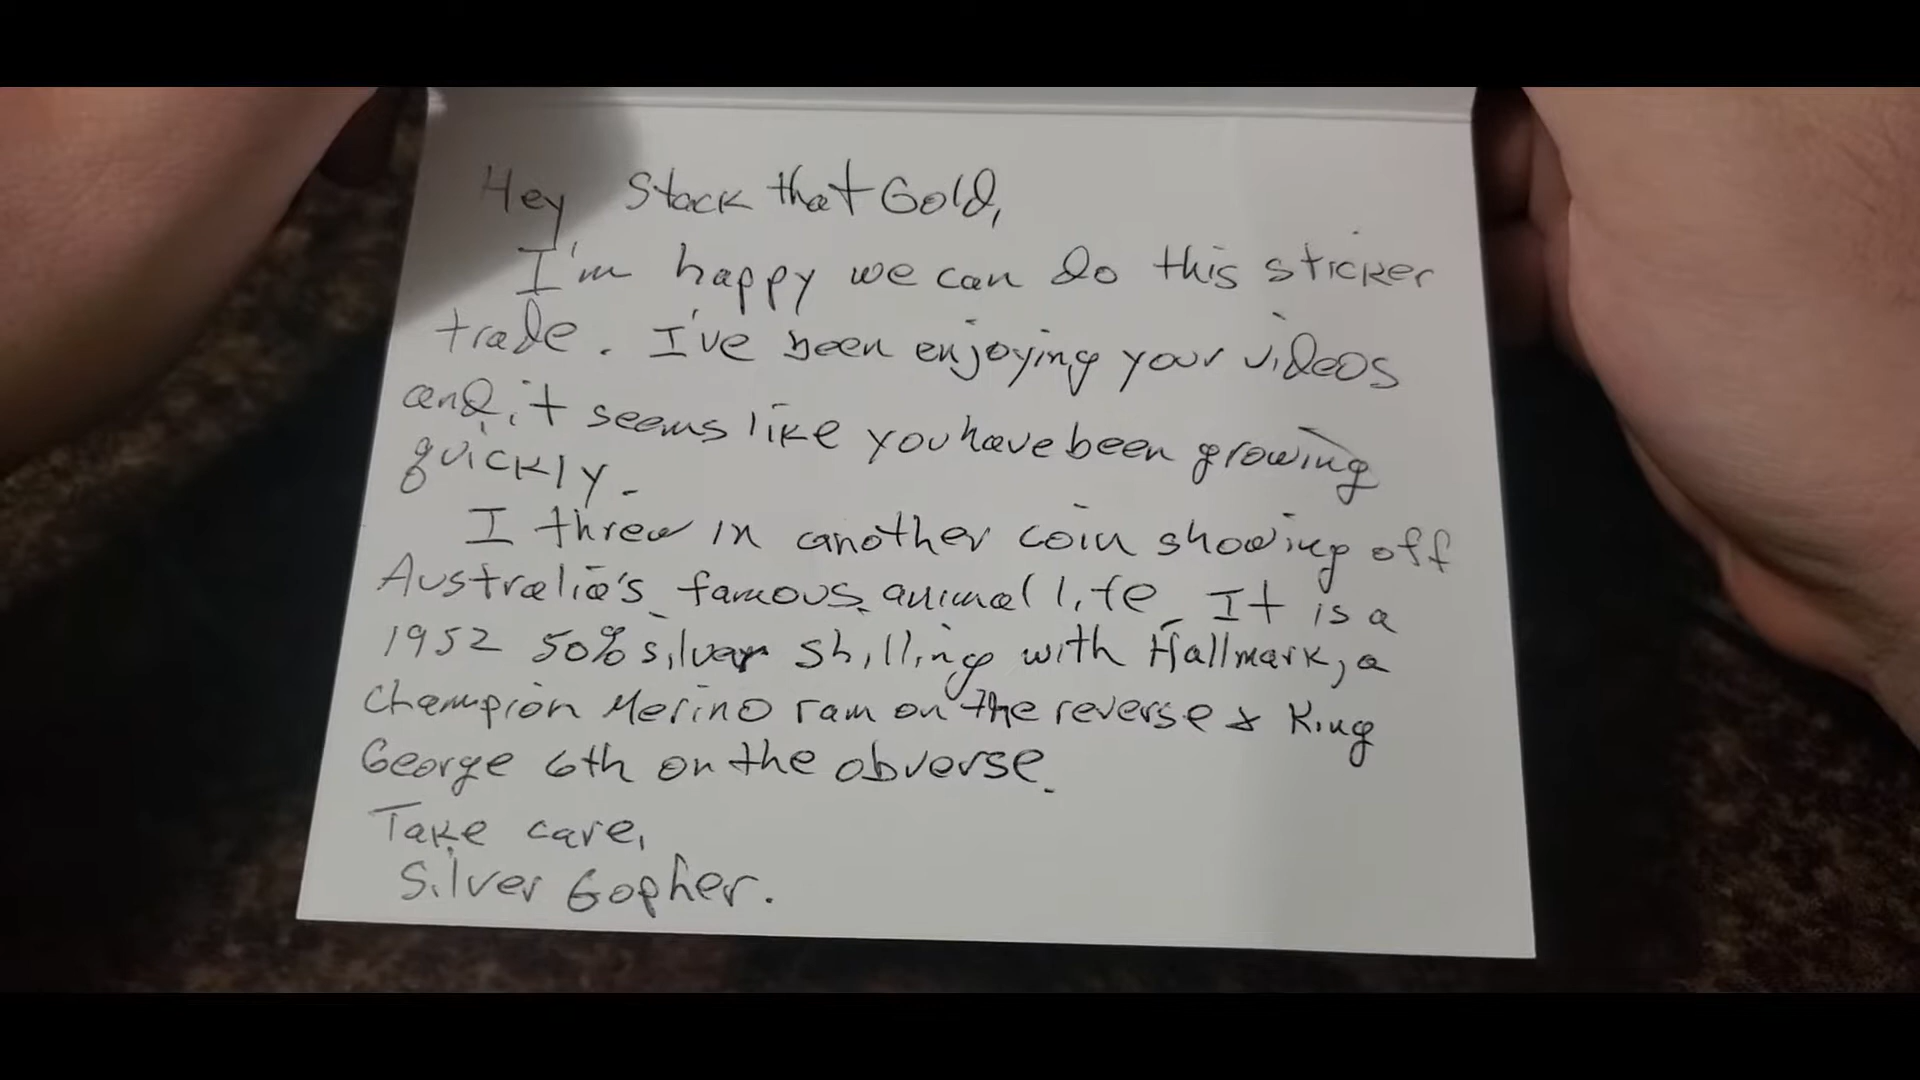 Hey Stack that Gold,
I'm happy we can do this sticker
trade. I've been enjoying your videos
and it seems like you have been growing
quickly.
I threw in another coin showing off
Australia's famous animal life. It is a
1952 50% silver shilling with Hallmark, a
Champion Merino ram on the reverse & King
George 6th on the obverse.
Take care,
Silver Gopher.